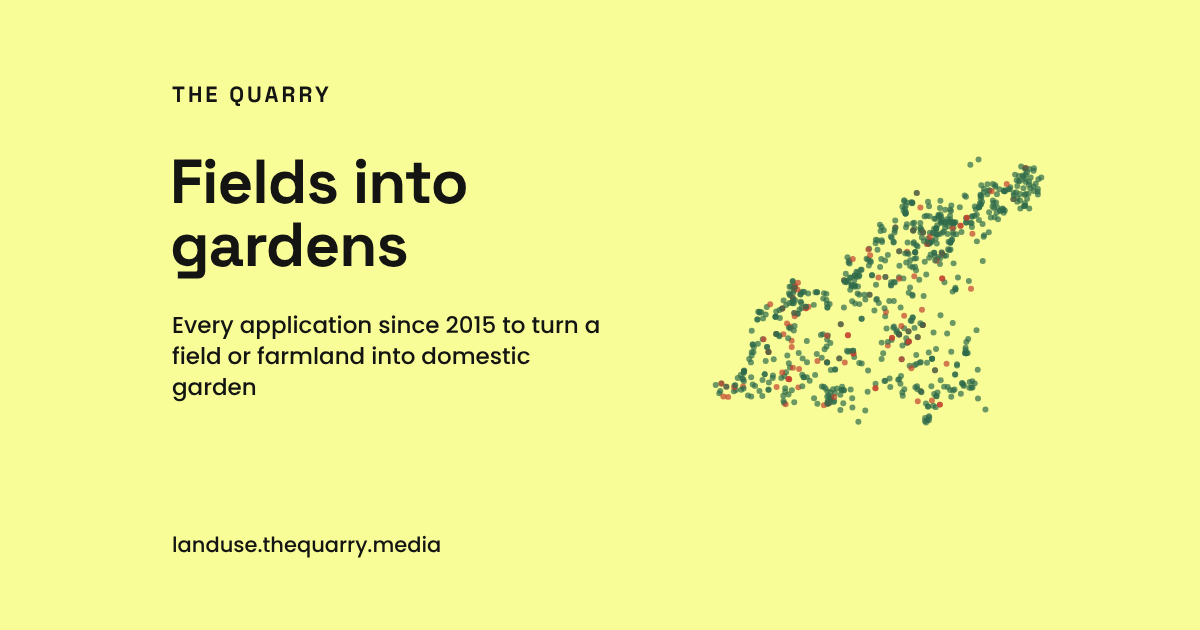 THE QUARRY
Fields into
gardens
Every application since 2015 to turn a
field or farmland into domestic
garden
landuse.thequarry.media